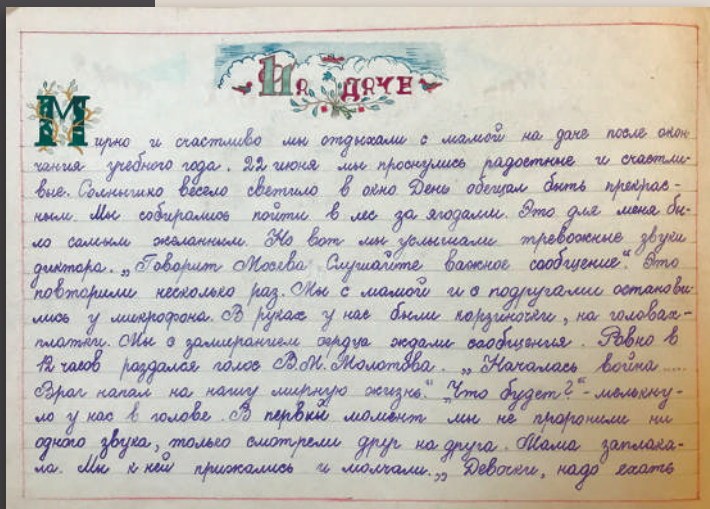 На даче
Мирно и счастливо мы отдыхали с мамой на даче после окон-
чания учебного года. 22 июня мы проснулись радостные и счастли-
вые. Солнышко весело светило в окно День обещал быть прекрас-
ным. Мы собирались пойти в лес за ягодами. Это для меня бы-
ло самым желанным. Но вот мы услышали тревожные звуки
диктора. „Говорит Москва Слушайте важное сообщение“. Это
повторили несколько раз. Мы с мамой и с подругами останови-
лись у микрофона. В руках у нас были корзиночки, на головах-
платки. Мы с замиранием сердца ждали сообщения. Равно в
12 часов раздался голос В.М. Молотова. „Началась война....
Враг напал на нашу мирную жизнь.“ „Что будет?“ - мелькну-
ло у нас в голове. В первый момент мы не проронили ни
одного звука, только смотрели друг на друга. Мама заплака-
ла. Мы к ней прижались и молчали. „Девочки, надо ехать